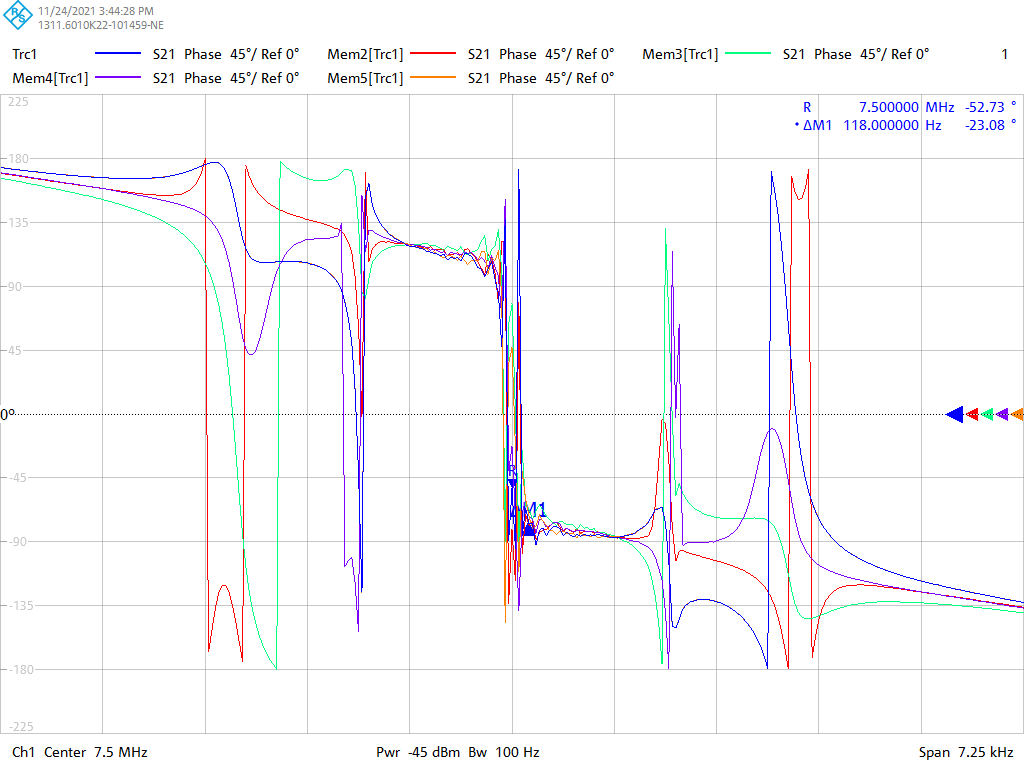 R&S
11/24/2021 3:44:28 PM
1311.6010K22-101459-NE
Trc1 S21 Phase 45°/ Ref 0° Mem2[Trc1] S21 Phase 45°/ Ref 0° Mem3[Trc1] S21 Phase 45°/ Ref 0° 1
Mem4[Trc1] S21 Phase 45°/ Ref 0° Mem5[Trc1] S21 Phase 45°/ Ref 0°
225
R 7.500000 MHz -52.73 °
• ΔM1 118.000000 Hz -23.08 °
180
135
90
45
0°
-45
R
M1
-90
-135
-180
-225
Ch1 Center 7.5 MHz Pwr -45 dBm Bw 100 Hz Span 7.25 kHz